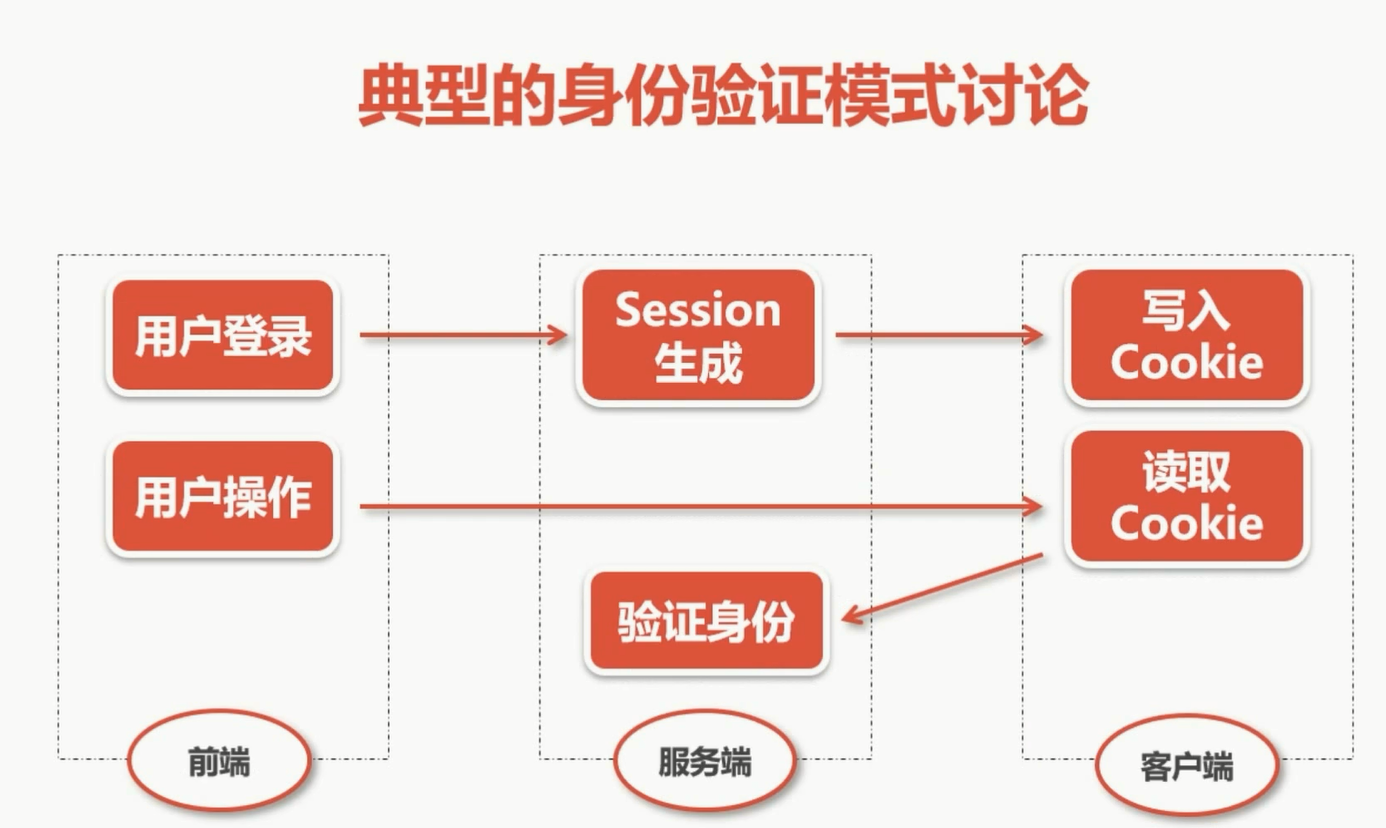 典型的身份验证模式讨论
用户登录
Session
生成
写入
Cookie
用户操作
读取
Cookie
验证身份
前端
服务端
客户端